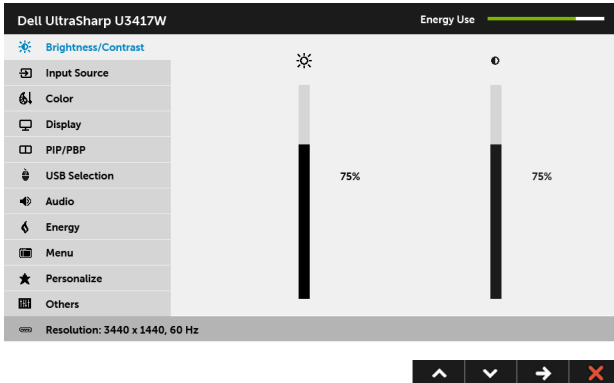 Dell UltraSharp U3417W
Energy Use
Brightness/Contrast
Input Source
Color
Display
PIP/PBP
USB Selection
Audio
Energy
Menu
Personalize
Others
75%
75%
Resolution: 3440 x 1440, 60 Hz